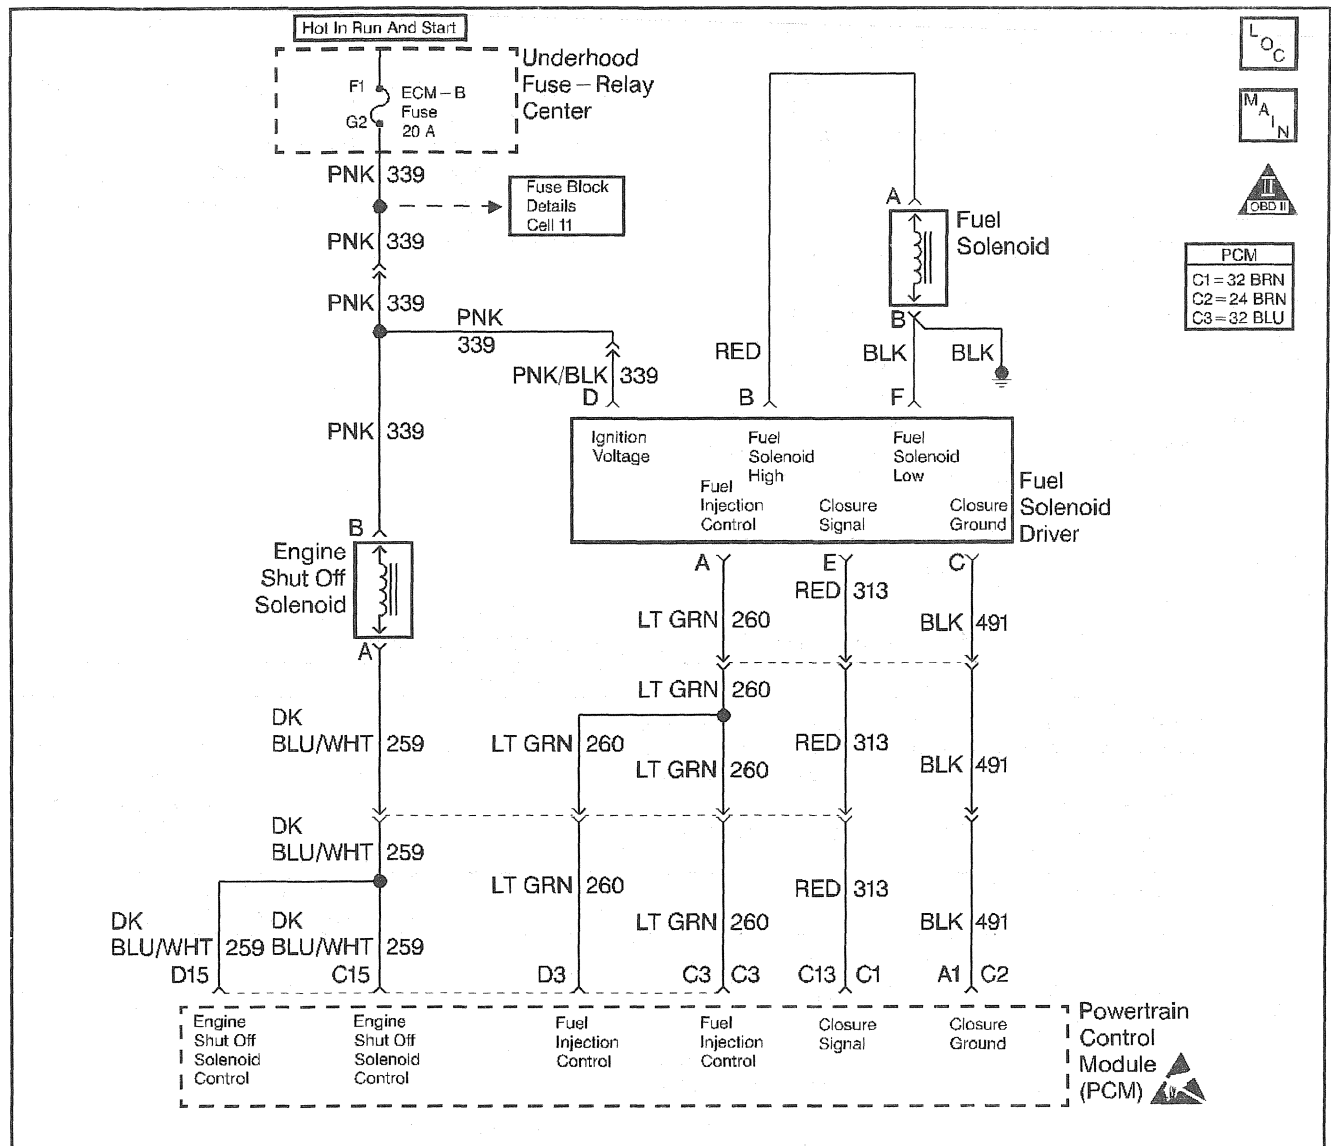 Hot In Run And Start
Underhood
Fuse – Relay
Center
F1
ECM – B
Fuse
20 A
G2
PNK 339
Fuse Block
Details
Cell 11
PNK 339
PNK 339
PNK
339
PNK/BLK 339
D
PNK 339
LOC
MAIN
II
OBD II
PCM
C1 = 32 BRN
C2 = 24 BRN
C3 = 32 BLU
A
Fuel
Solenoid
B
RED
BLK
BLK
B
F
Ignition
Voltage
Fuel
Solenoid
High
Fuel
Solenoid
Low
Fuel
Injection
Control
Closure
Signal
Closure
Ground
Fuel
Solenoid
Driver
B
Engine
Shut Off
Solenoid
A
A
E
C
RED 313
LT GRN 260
BLK 491
LT GRN 260
DK
BLU/WHT 259
LT GRN 260
LT GRN 260
RED 313
BLK 491
DK
BLU/WHT 259
LT GRN 260
RED 313
LT GRN 260
BLK 491
DK
BLU/WHT 259
DK
BLU/WHT 259
D15
C15
D3
C3 C3
C13 C1
A1 C2
Engine
Shut Off
Solenoid
Control
Engine
Shut Off
Solenoid
Control
Fuel
Injection
Control
Fuel
Injection
Control
Closure
Signal
Closure
Ground
Powertrain
Control
Module
(PCM)